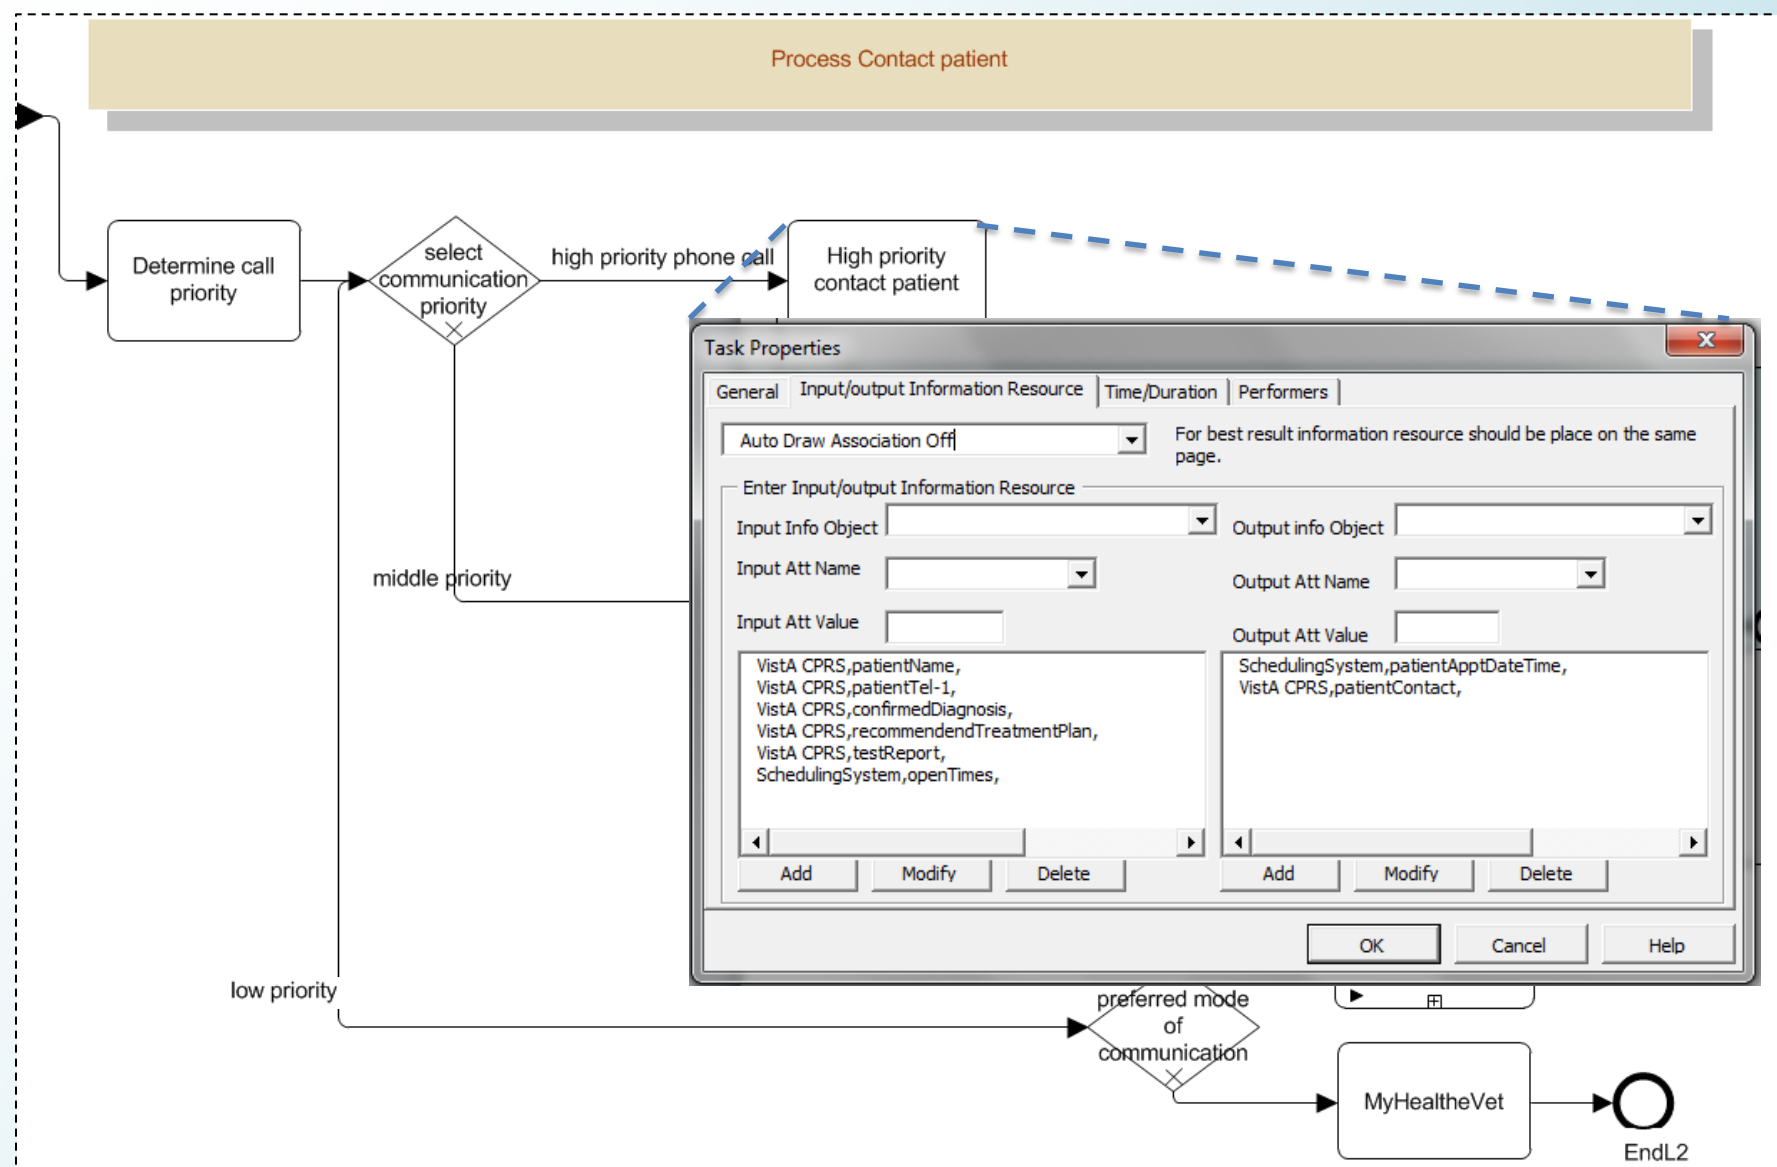 Process Contact patient
Determine call
priority
select
communication
priority
high priority phone call
High priority
contact patient
middle priority
low priority
Task Properties
X
General
Input/output Information Resource
Time/Duration
Performers
Auto Draw Association Off
For best result information resource should be place on the same
page.
Enter Input/output Information Resource
Input Info Object
Output info Object
Input Att Name
Output Att Name
Input Att Value
Output Att Value
VistA CPRS,patientName,
VistA CPRS,patientTel-1,
VistA CPRS,confirmedDiagnosis,
VistA CPRS,recommendendTreatmentPlan,
VistA CPRS,testReport,
SchedulingSystem,openTimes,
SchedulingSystem,patientApptDateTime,
VistA CPRS,patientContact,
Add
Modify
Delete
Add
Modify
Delete
OK
Cancel
Help
preferred mode
of
communication
MyHealtheVet
EndL2